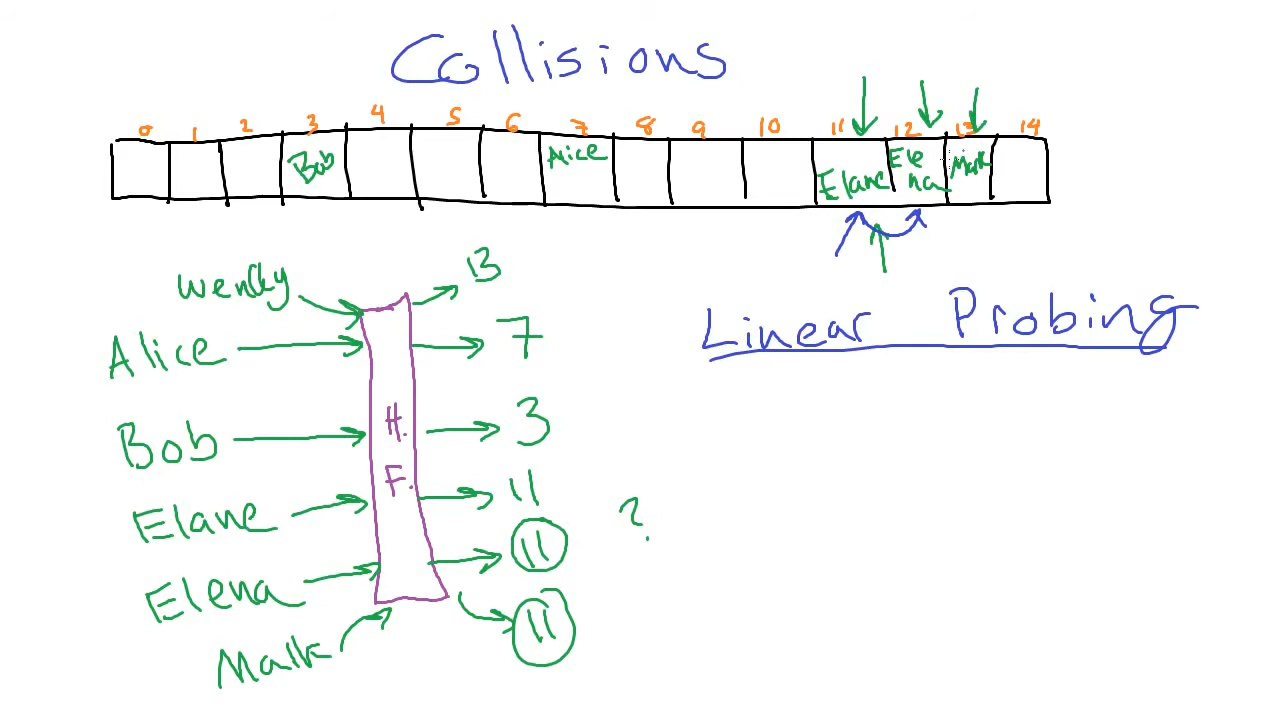 Collisions
0 1 2 3 4 5 6 7 8 9 10 11 12 13 14
Bob Alice Elane Ele na Mark
Wendy 13
Linear Probing
Alice 7
Bob H. 3
F.
Elane 11 ?
Elena 11
Mark 11